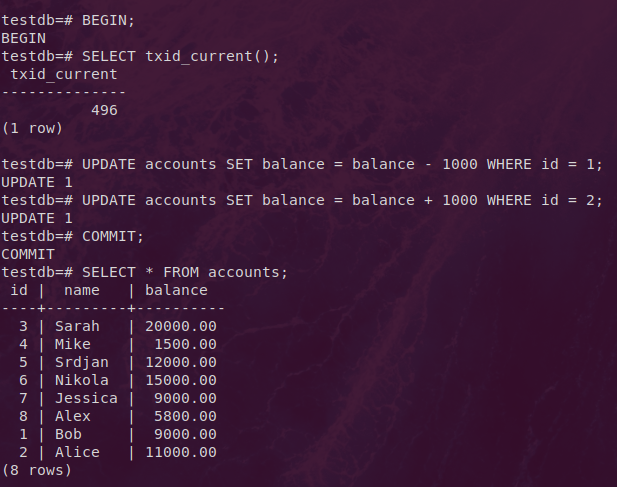 testdb=# BEGIN;
BEGIN
testdb=# SELECT txid_current();
 txid_current
--------------
          496
(1 row)

testdb=# UPDATE accounts SET balance = balance - 1000 WHERE id = 1;
UPDATE 1
testdb=# UPDATE accounts SET balance = balance + 1000 WHERE id = 2;
UPDATE 1
testdb=# COMMIT;
COMMIT
testdb=# SELECT * FROM accounts;
 id |  name   | balance
----+---------+----------
  3 | Sarah   | 20000.00
  4 | Mike    |  1500.00
  5 | Srdjan  | 12000.00
  6 | Nikola  | 15000.00
  7 | Jessica |  9000.00
  8 | Alex    |  5800.00
  1 | Bob     |  9000.00
  2 | Alice   | 11000.00
(8 rows)